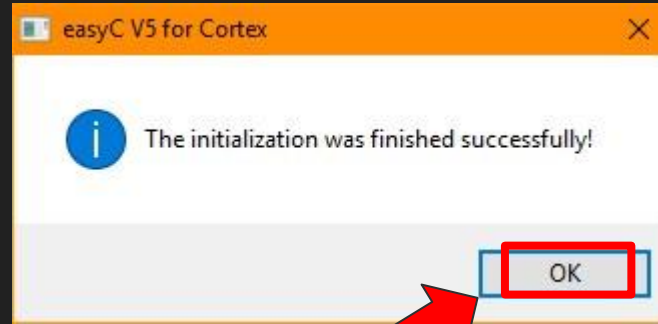 easyC V5 for Cortex
The initialization was finished successfully!
OK